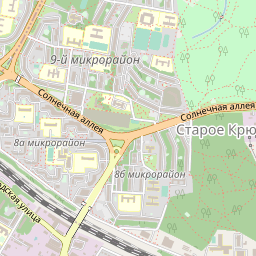 9-й микрорайон
Солнечная аллея
Солнечная аллея
Старое Крю
8а микрорайон
8б микрорайон
дская улица